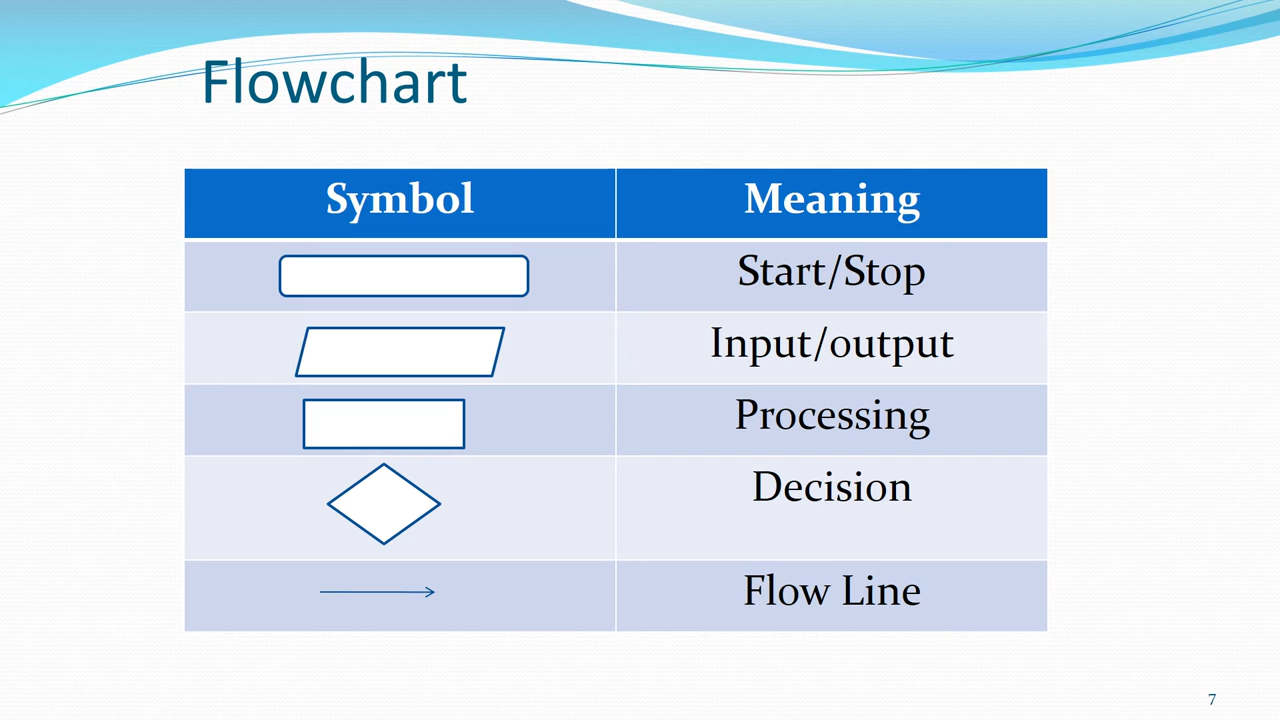 Flowchart
Symbol Meaning
Start/Stop
Input/output
Processing
Decision
Flow Line
7